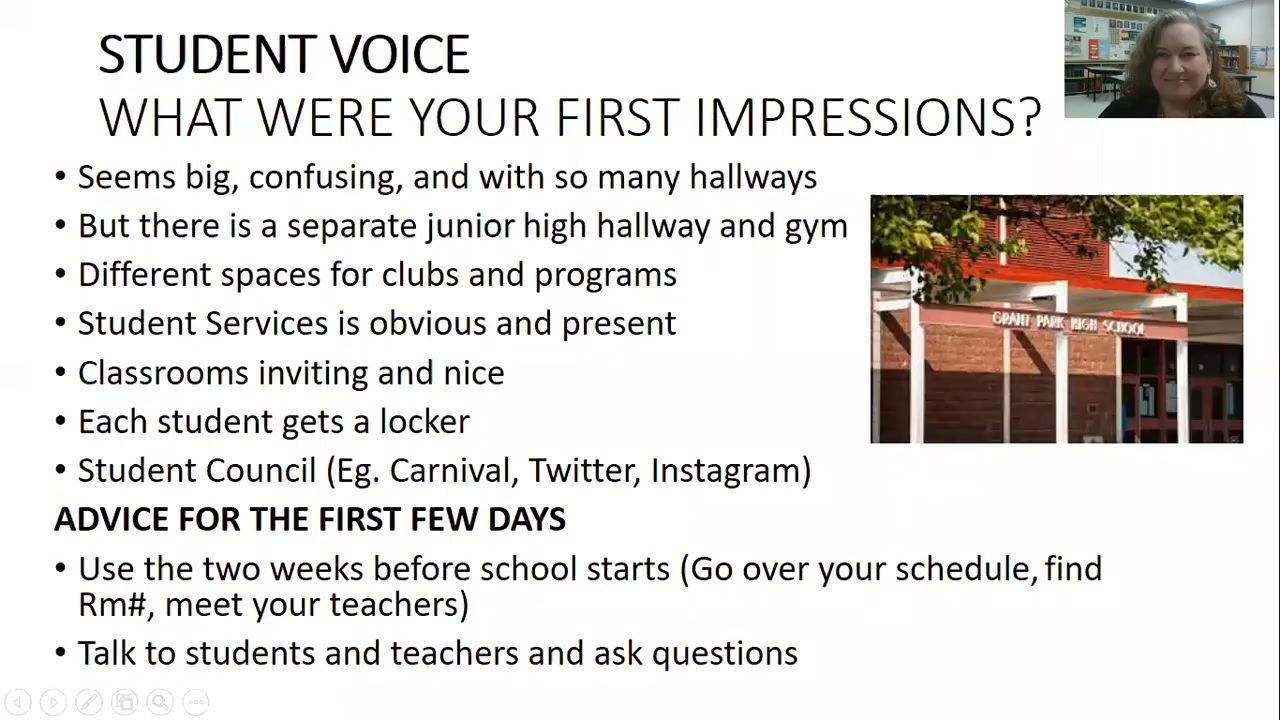 STUDENT VOICE
WHAT WERE YOUR FIRST IMPRESSIONS?
• Seems big, confusing, and with so many hallways
• But there is a separate junior high hallway and gym
• Different spaces for clubs and programs
• Student Services is obvious and present
• Classrooms inviting and nice
• Each student gets a locker
• Student Council (Eg. Carnival, Twitter, Instagram)
ADVICE FOR THE FIRST FEW DAYS
• Use the two weeks before school starts (Go over your schedule, find
Rm#, meet your teachers)
• Talk to students and teachers and ask questions
GRANT PARK HIGH SCHOOL